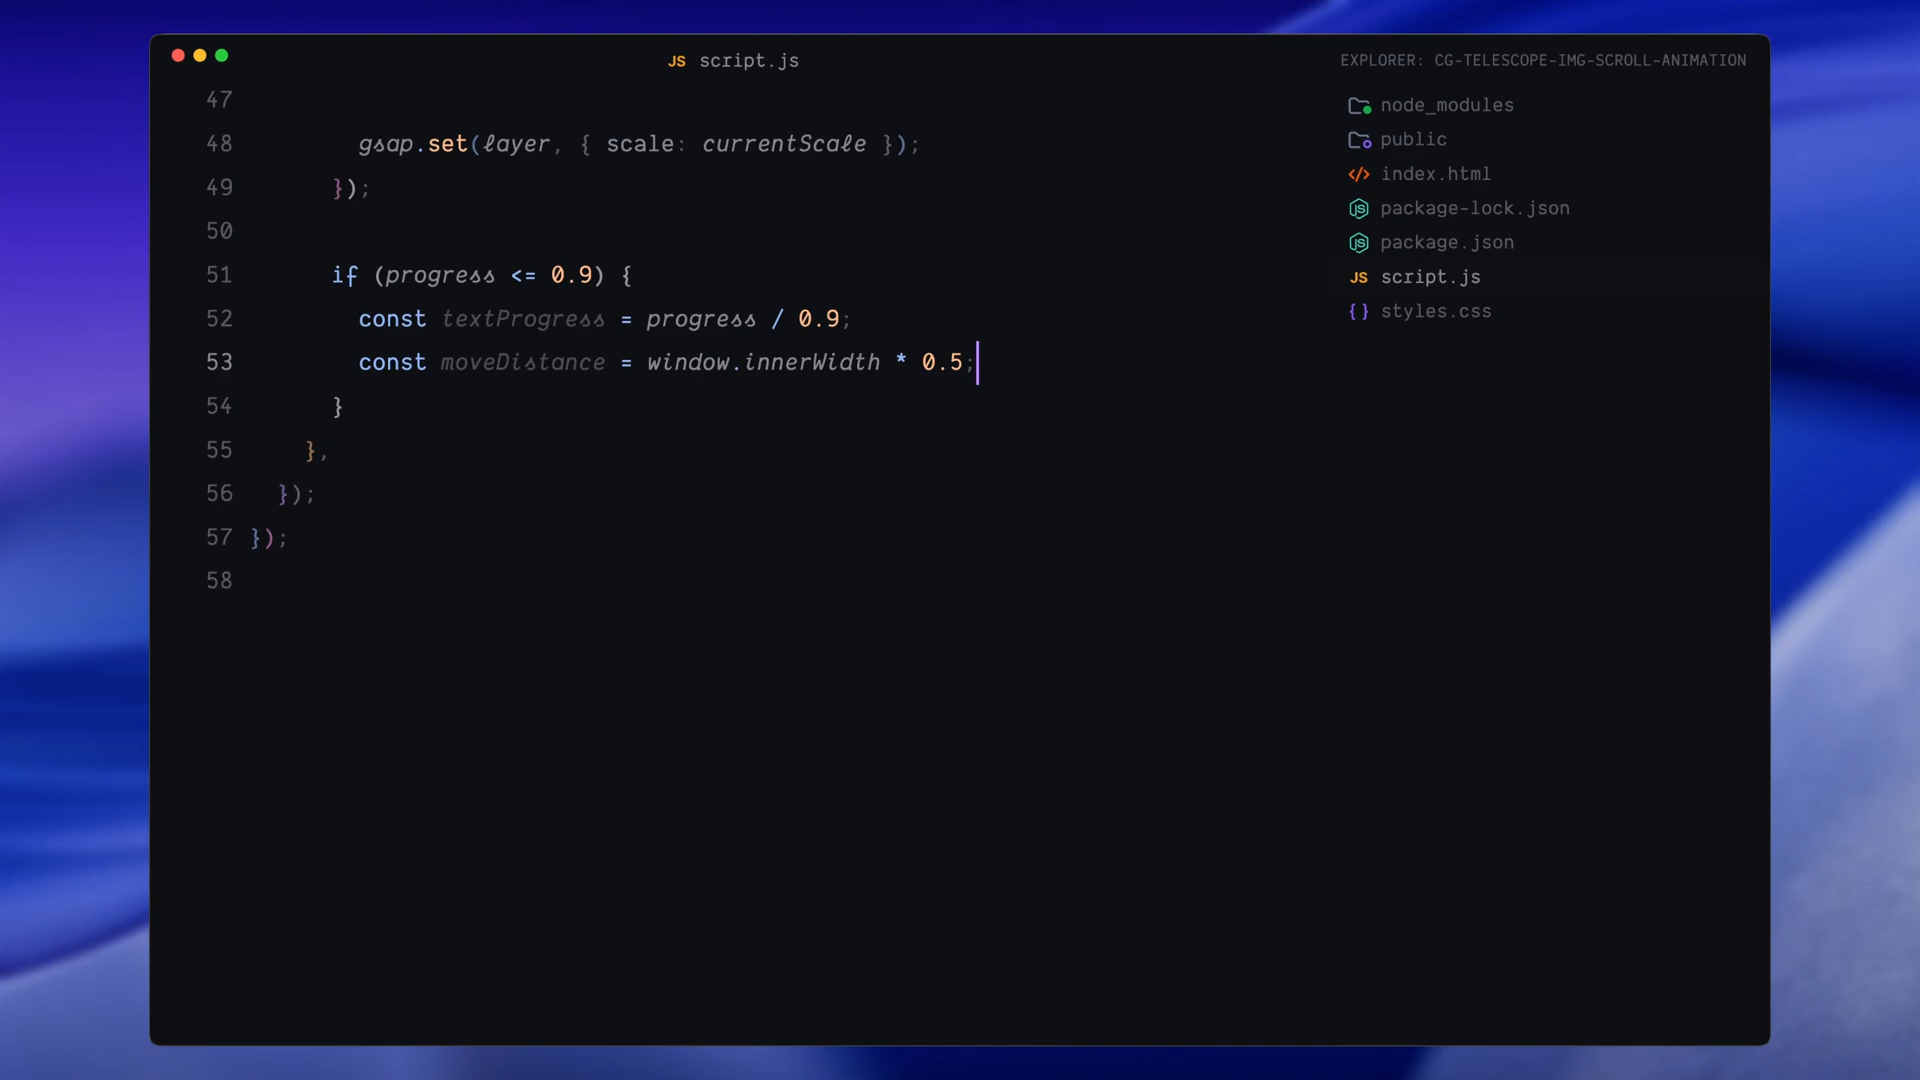 JS script.js
47
48 gsap.set(layer, { scale: currentScale });
49 });
50
51 if (progress <= 0.9) {
52 const textProgress = progress / 0.9;
53 const moveDistance = window.innerWidth * 0.5;
54 }
55 },
56 });
57 });
58
EXPLORER: CG-TELESCOPE-IMG-SCROLL-ANIMATION
node_modules
public
</> index.html
JS package-lock.json
JS package.json
JS script.js
{ } styles.css